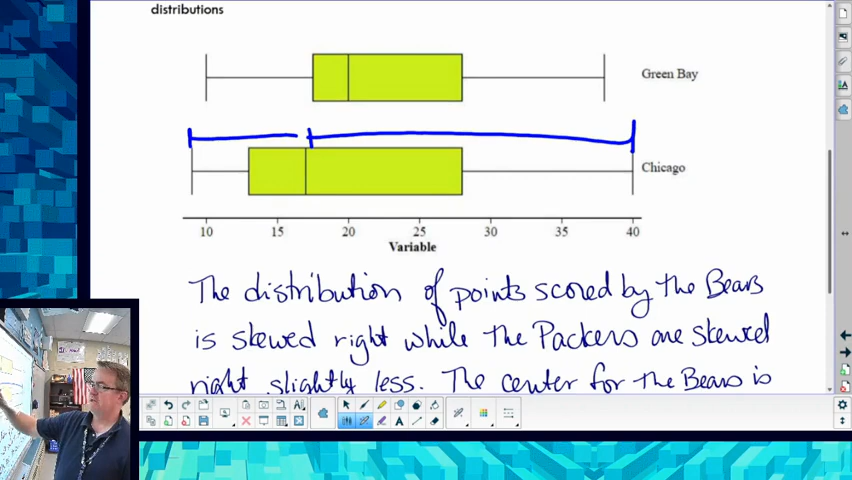 distributions
Green Bay
Chicago
10 15 20 25 30 35 40
Variable
The distribution of points scored by the Bears
is skewed right while the Packers are skewed
right slightly less. The center for the Bears is